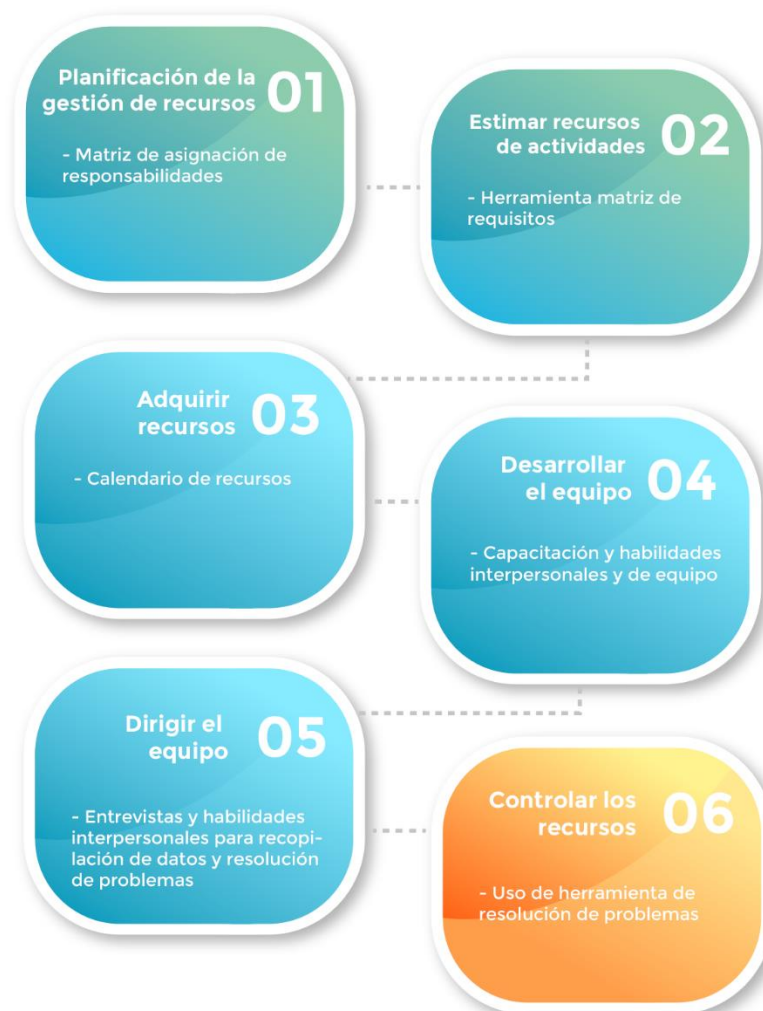 Planificación de la
gestión de recursos
01
- Matriz de asignación de
responsabilidades
Estimar recursos
de actividades
02
- Herramienta matriz de
requisitos
Adquirir
recursos
03
- Calendario de recursos
Desarrollar
el equipo
04
- Capacitación y habilidades
interpersonales y de equipo
Dirigir el
equipo
05
- Entrevistas y habilidades
interpersonales para recopi-
lación de datos y resolución
de problemas
Controlar los
recursos
06
- Uso de herramienta de
resolución de problemas